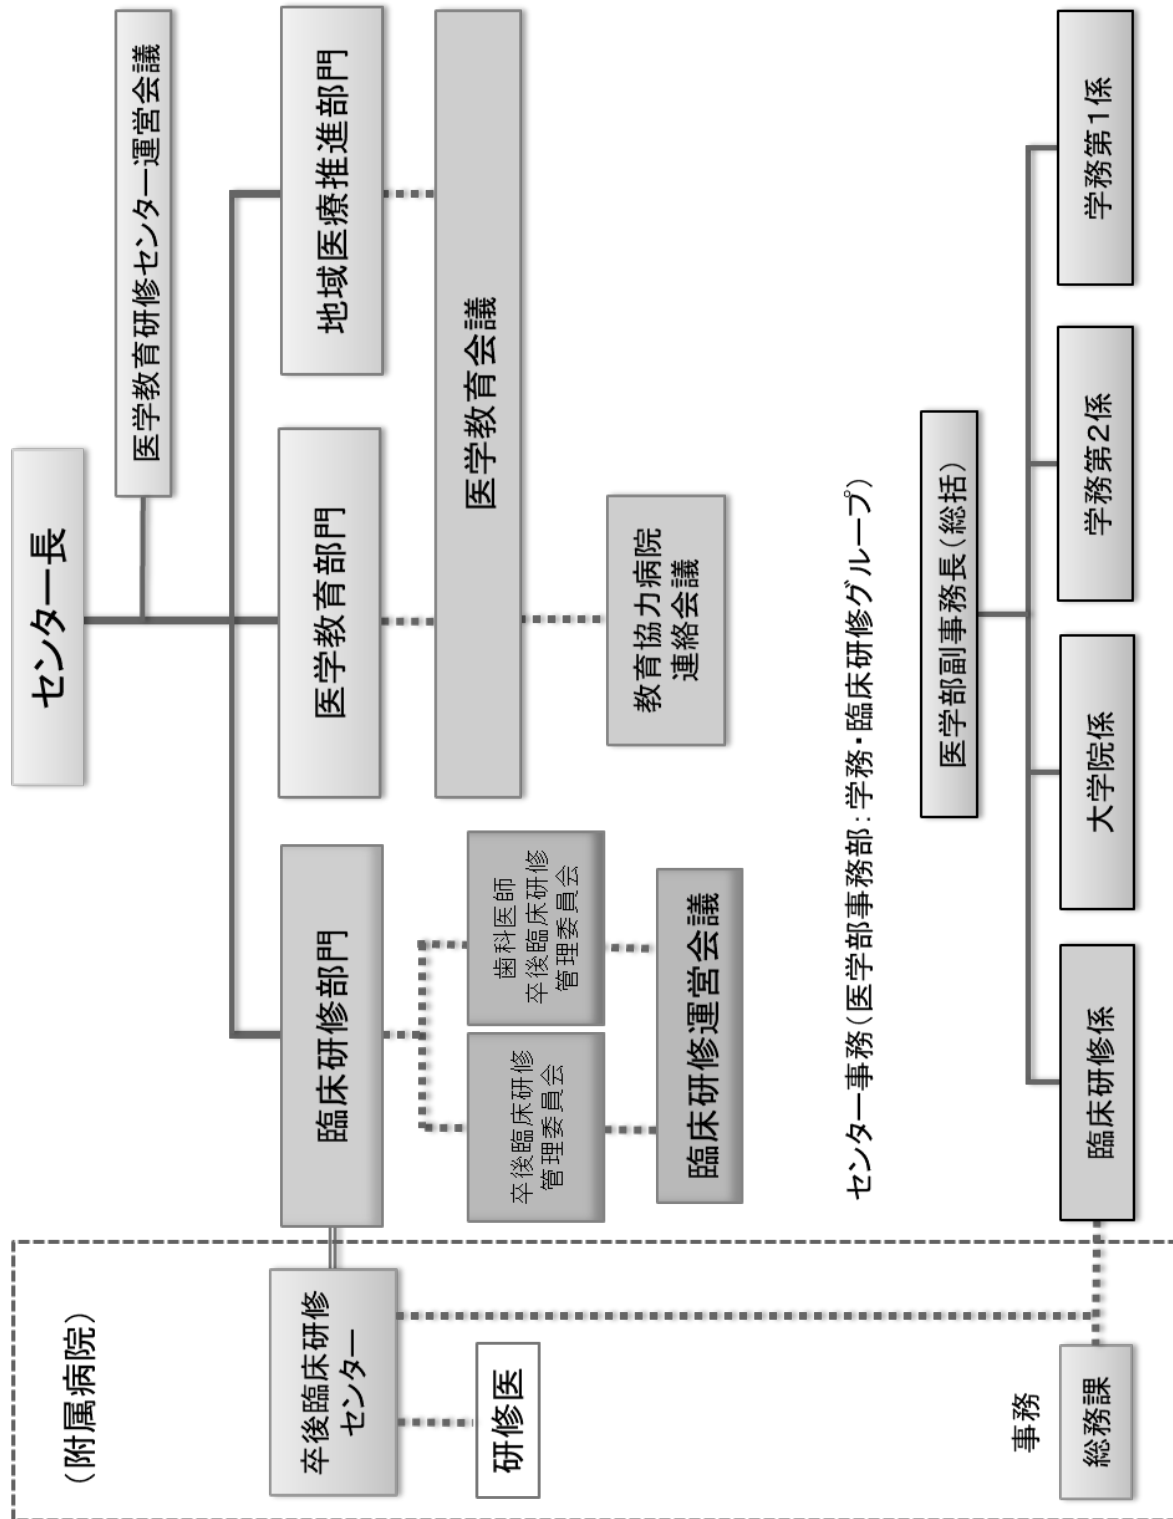 センター長
医学教育研修センター運営会議
(附属病院)
卒後臨床研修
センター
臨床研修部門
医学教育部門
地域医療推進部門
研修医
卒後臨床研修
管理委員会
歯科医師
卒後臨床研修
管理委員会
医学教育会議
臨床研修運営会議
教育協力病院
連絡会議
センター事務(医学部事務部:学務・臨床研修グループ)
医学部副事務長(総括)
事務
総務課
臨床研修係
大学院係
学務第2係
学務第1係